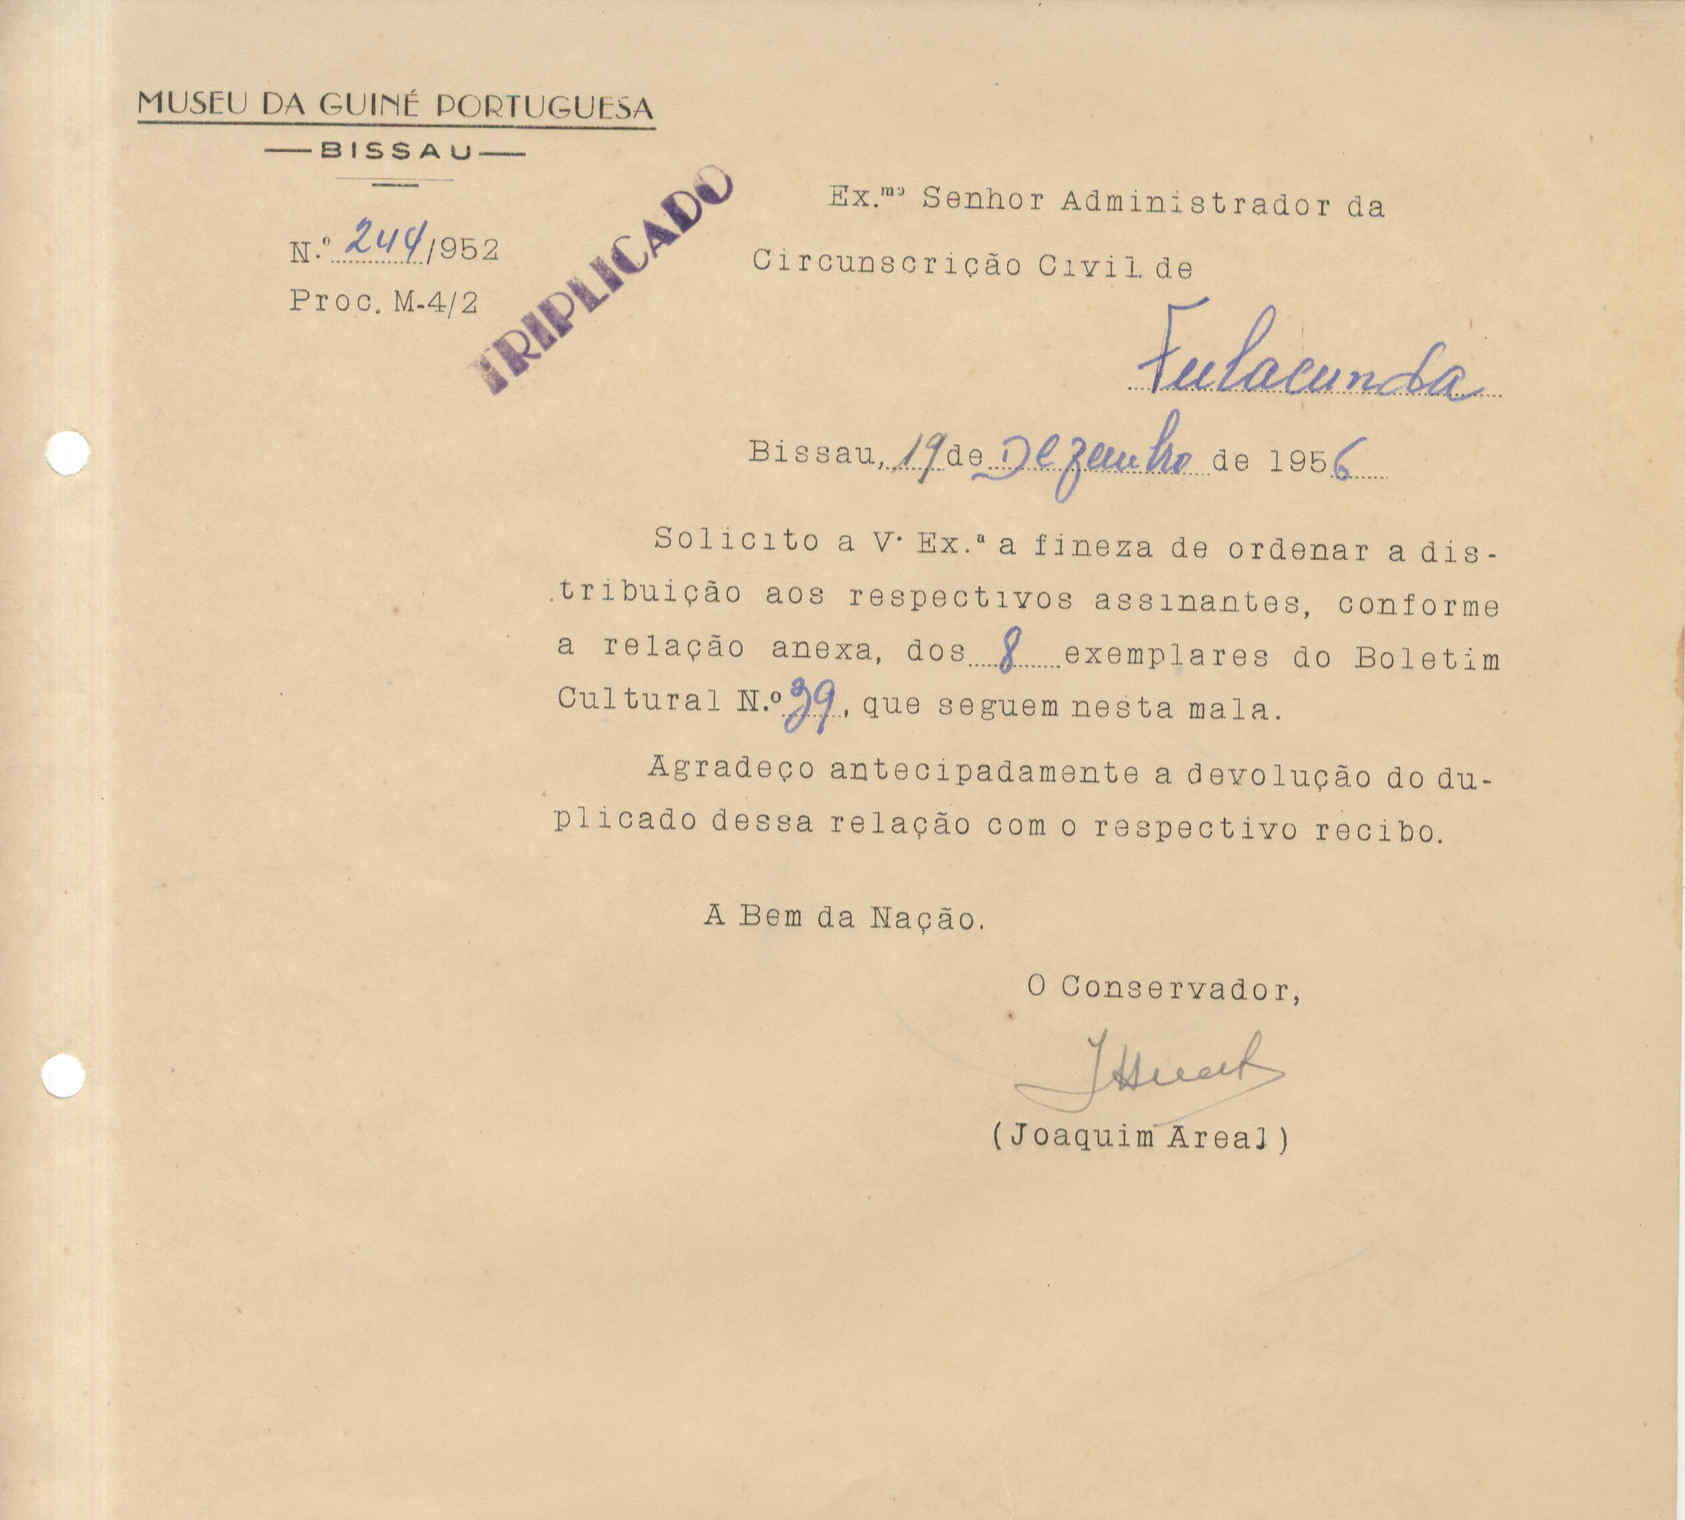 MUSEU DA GUINÉ PORTUGUESA
BISSAU
N.º 244/952
Proc. M-4/2
TRIPLICADO
Ex.mo Senhor Administrador da
Circunscrição Civil de
Fulacunda
Bissau, 19 de Dezembro de 1956
Solicito a V. Ex.ª a fineza de ordenar a dis-
tribuição aos respectivos assinantes, conforme
a relação anexa, dos 8 exemplares do Boletim
Cultural N.º 39, que seguem nesta mala.
Agradeço antecipadamente a devolução do du-
plicado dessa relação com o respectivo recibo.
A Bem da Nação.
O Conservador,
(Joaquim Areal)